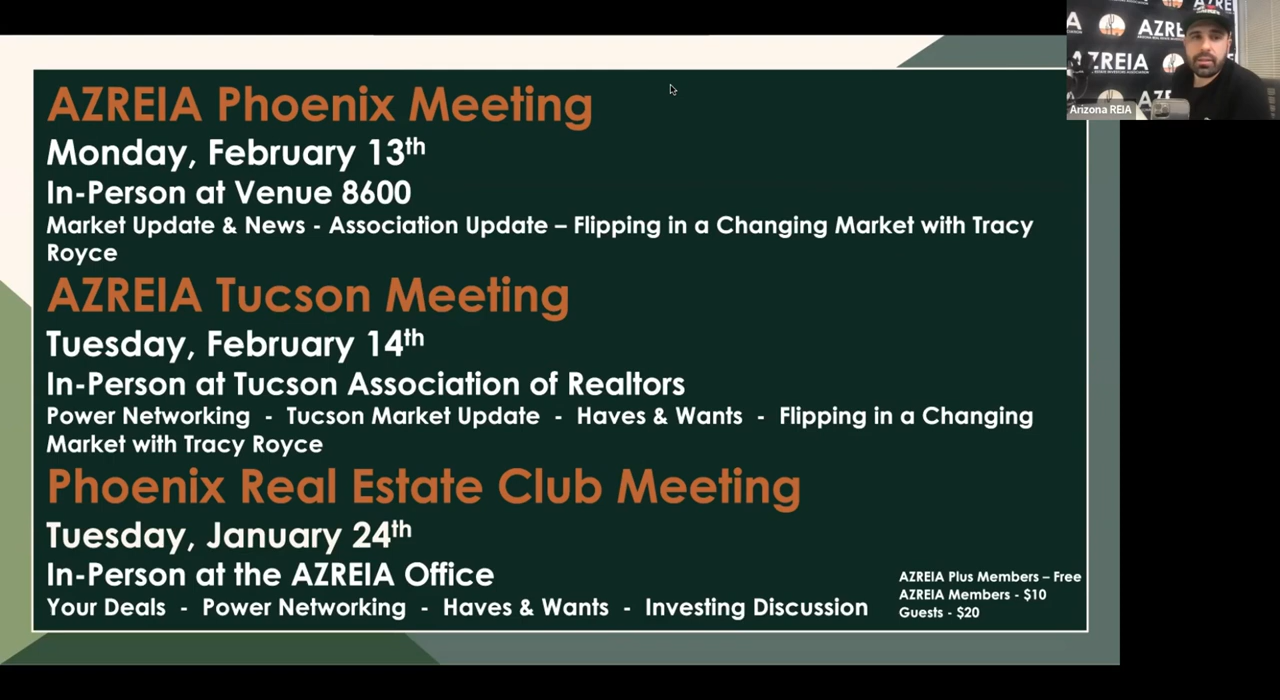 AZREIA Phoenix Meeting
Monday, February 13th
In-Person at Venue 8600
Market Update & News - Association Update – Flipping in a Changing Market with Tracy
Royce
AZREIA Tucson Meeting
Tuesday, February 14th
In-Person at Tucson Association of Realtors
Power Networking - Tucson Market Update - Haves & Wants - Flipping in a Changing
Market with Tracy Royce
Phoenix Real Estate Club Meeting
Tuesday, January 24th
In-Person at the AZREIA Office
Your Deals - Power Networking - Haves & Wants - Investing Discussion
AZREIA Plus Members – Free
AZREIA Members - $10
Guests - $20
Arizona REIA